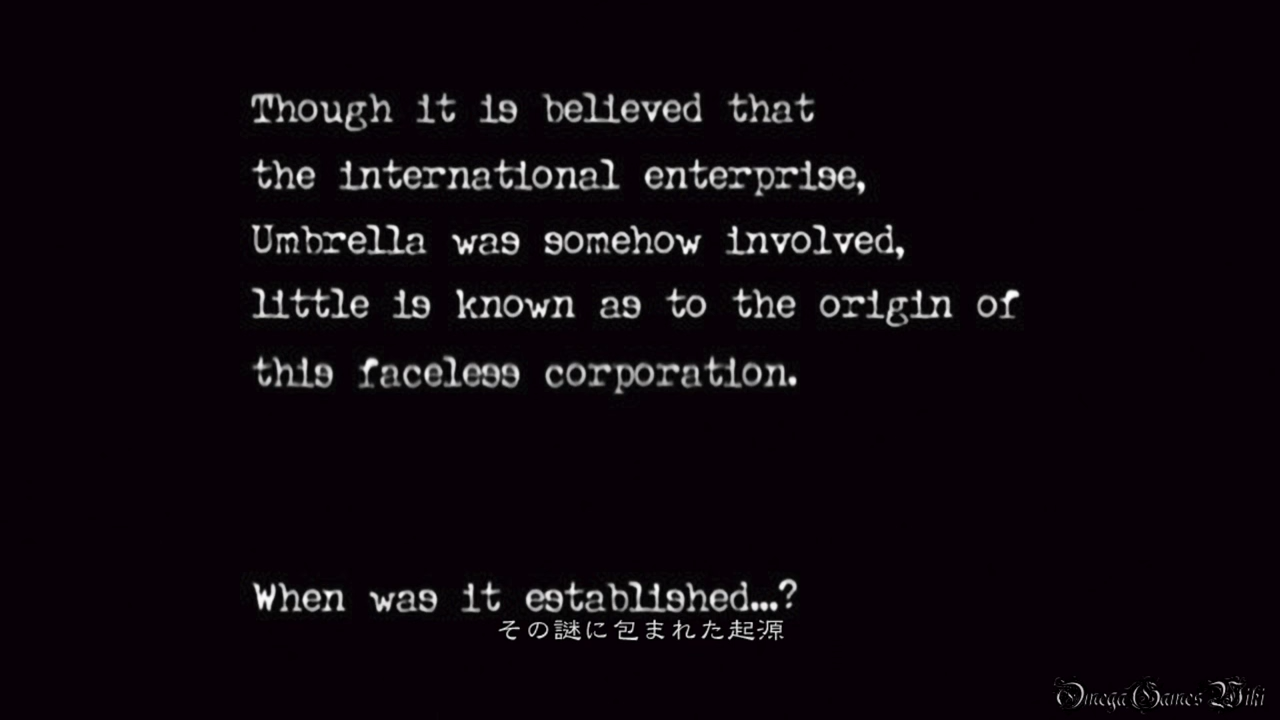 Though it is believed that
the international enterprise,
Umbrella was somehow involved,
little is known as to the origin of
this faceless corporation.
When was it established...?
その謎に包まれた起源
Omega Games Wiki